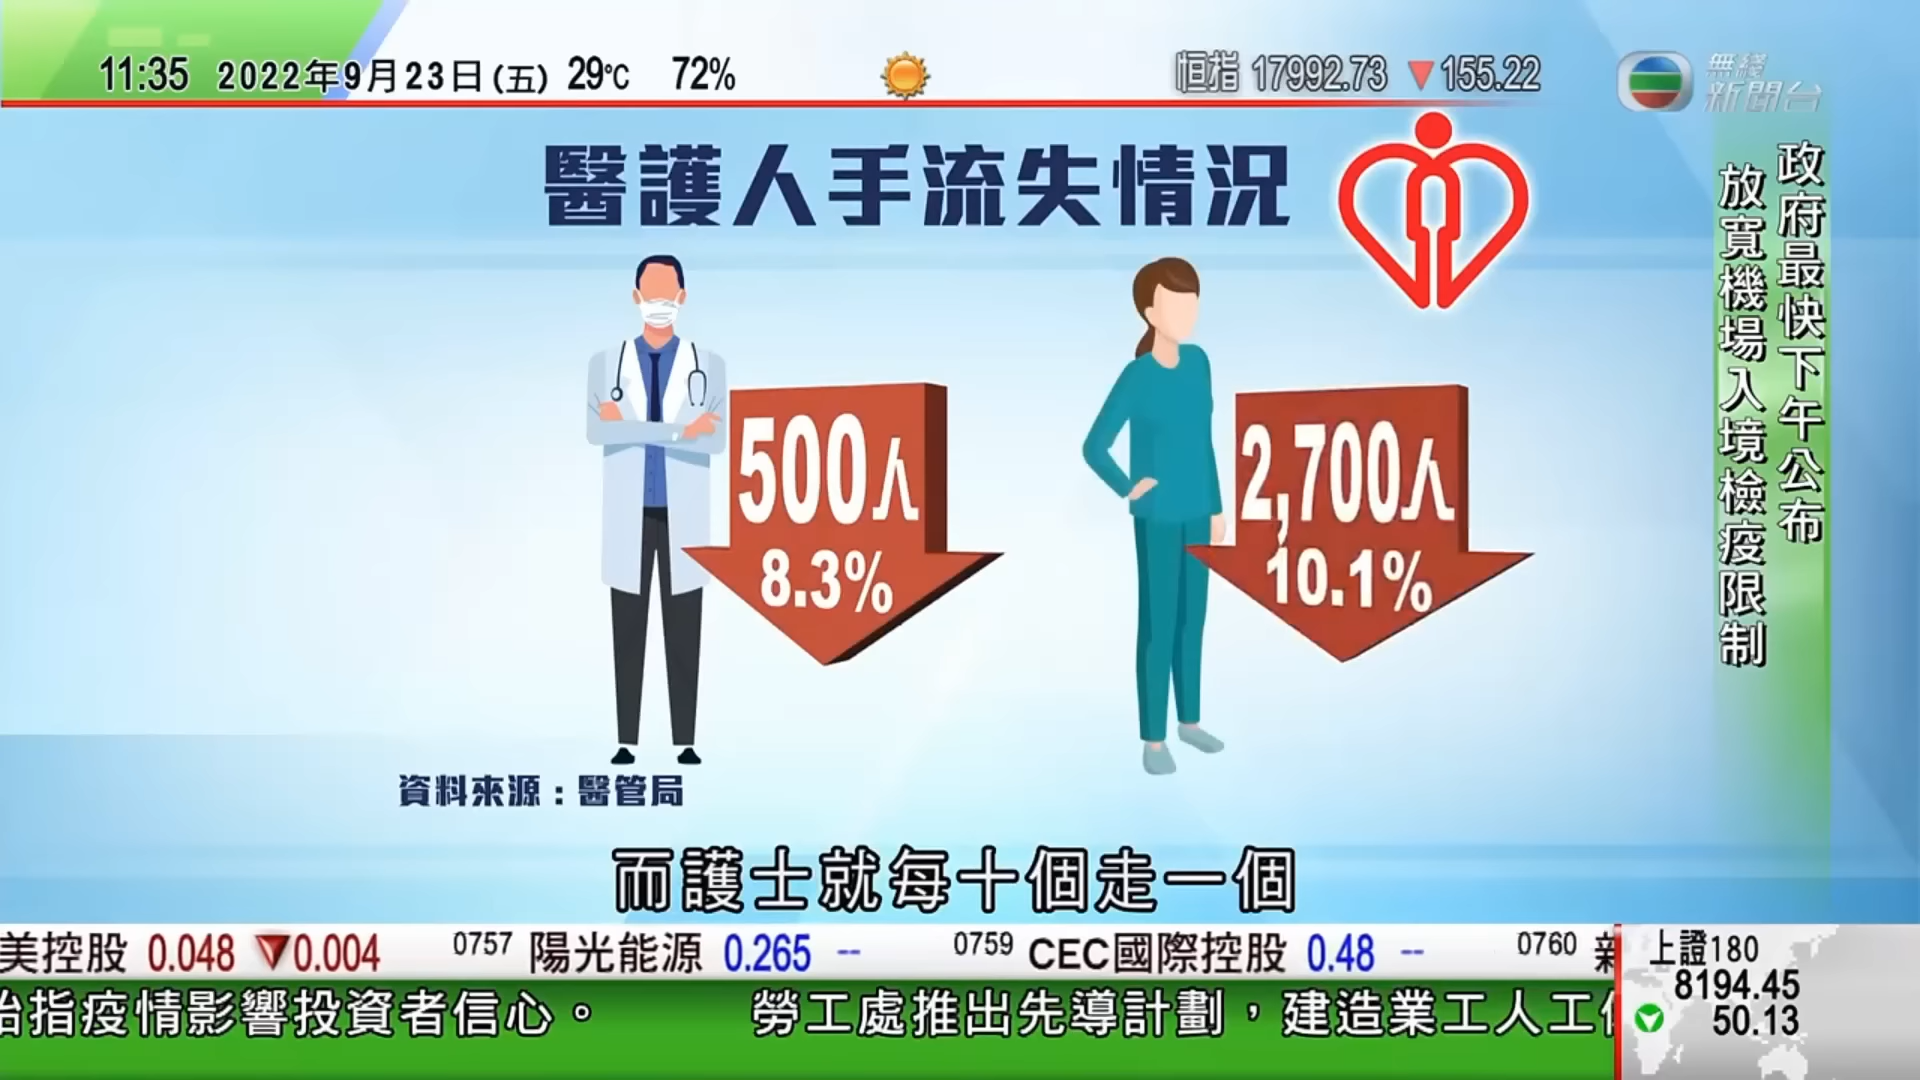 11:35 2022年9月23日(五) 29℃ 72% 恒指 17992.73 ▼155.22
無綫
新聞台
醫護人手流失情況
政府最快下午公布
放寬機場入境檢疫限制
500人
8.3%
2,700人
10.1%
資料來源:醫管局
而護士就每十個走一個
美控股 0.048 ▼0.004 0757 陽光能源 0.265 -- 0759 CEC國際控股 0.48 -- 0760
指疫情影響投資者信心。 勞工處推出先導計劃,建造業工人工
上證180
8194.45
50.13